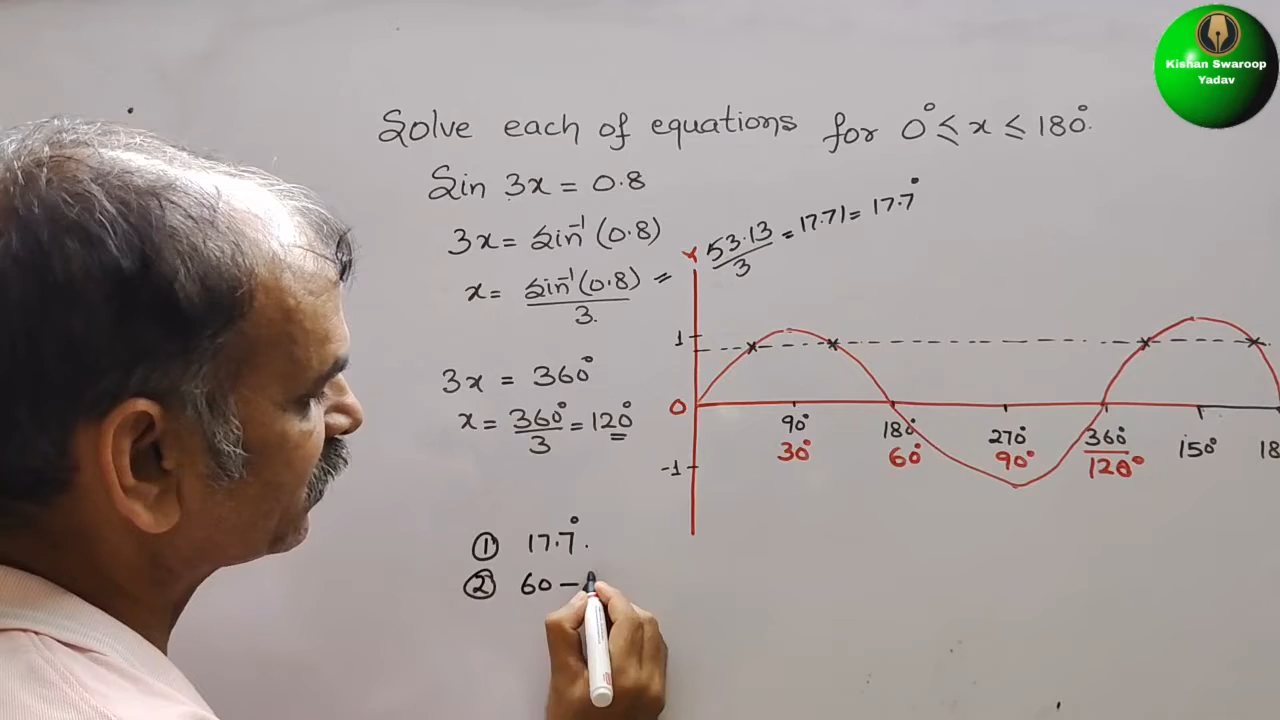 Kishan Swaroop
Yadav
Solve each of equations for 0° ≤ x ≤ 180°.
Sin 3x = 0.8
3x = Sin⁻¹(0.8)
x = Sin⁻¹(0.8)/3 = 53.13/3 = 17.71 = 17.7°
3x = 360°
x = 360°/3 = 120°
① 17.7°.
② 60 –
Y
1
0
-1
90° 180° 270° 360° 150° 18
30° 60° 90° 120°